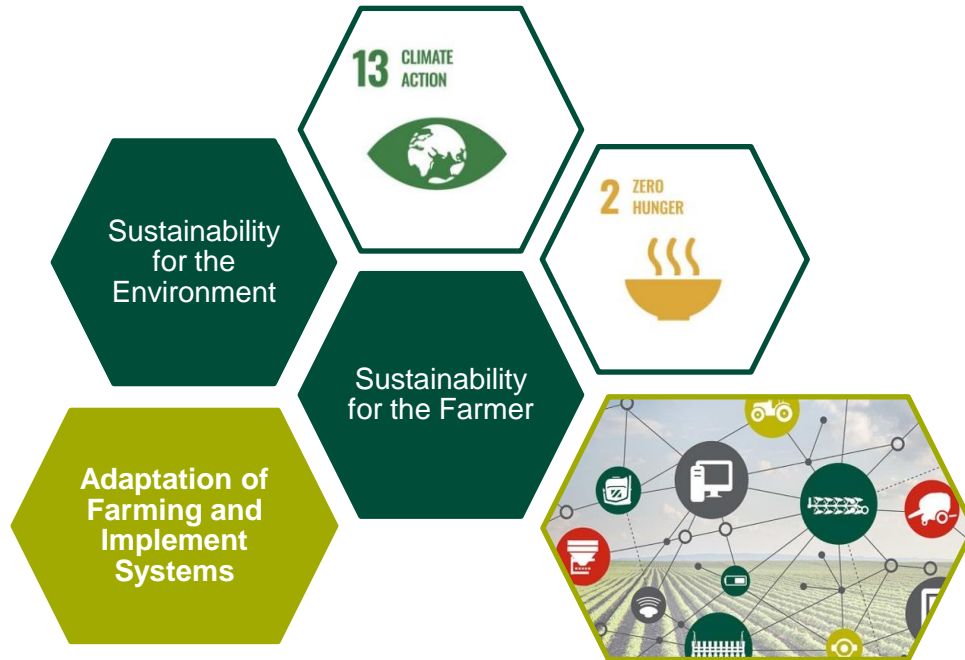 13 CLIMATE
ACTION
2 ZERO
HUNGER
Sustainability
for the
Environment
Sustainability
for the Farmer
Adaptation of
Farming and
Implement
Systems